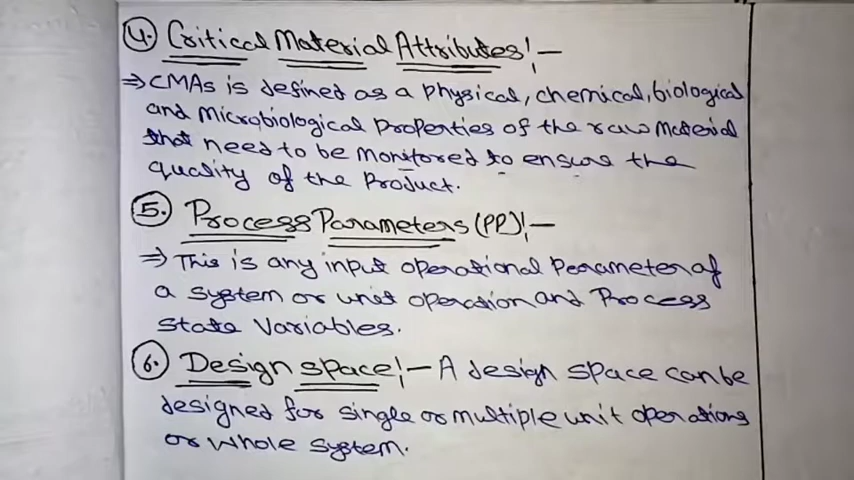 4. Critical Material Attributes:-
⇒ CMAs is defined as a physical, chemical, biological
and Microbiological Properties of the raw Material
that need to be monitored to ensure the
quality of the Product.
5. Process Parameters (PP):-
⇒ This is any input operational Perameter of
a system or unit operation and Process
state Variables.
6. Design space:- A design space can be
designed for single or multiple unit operations
or whole system.